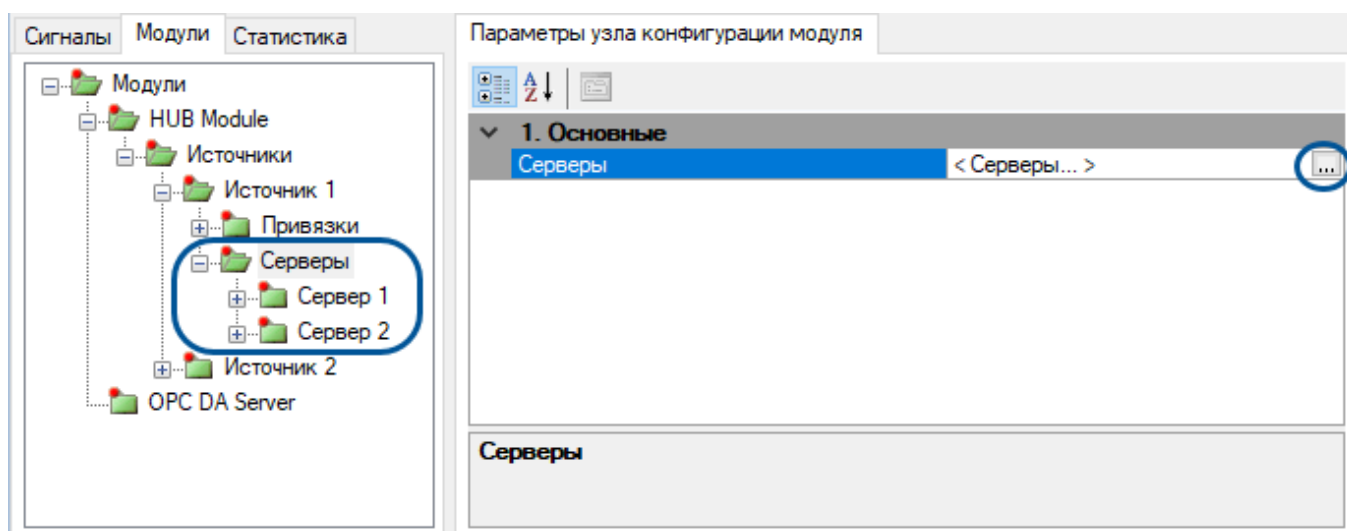 Сигналы Модули Статистика
Модули
HUB Module
Источники
Источник 1
Привязки
Серверы
Сервер 1
Сервер 2
Источник 2
OPC DA Server
Параметры узла конфигурации модуля
1. Основные
Серверы < Серверы... > ...
Серверы